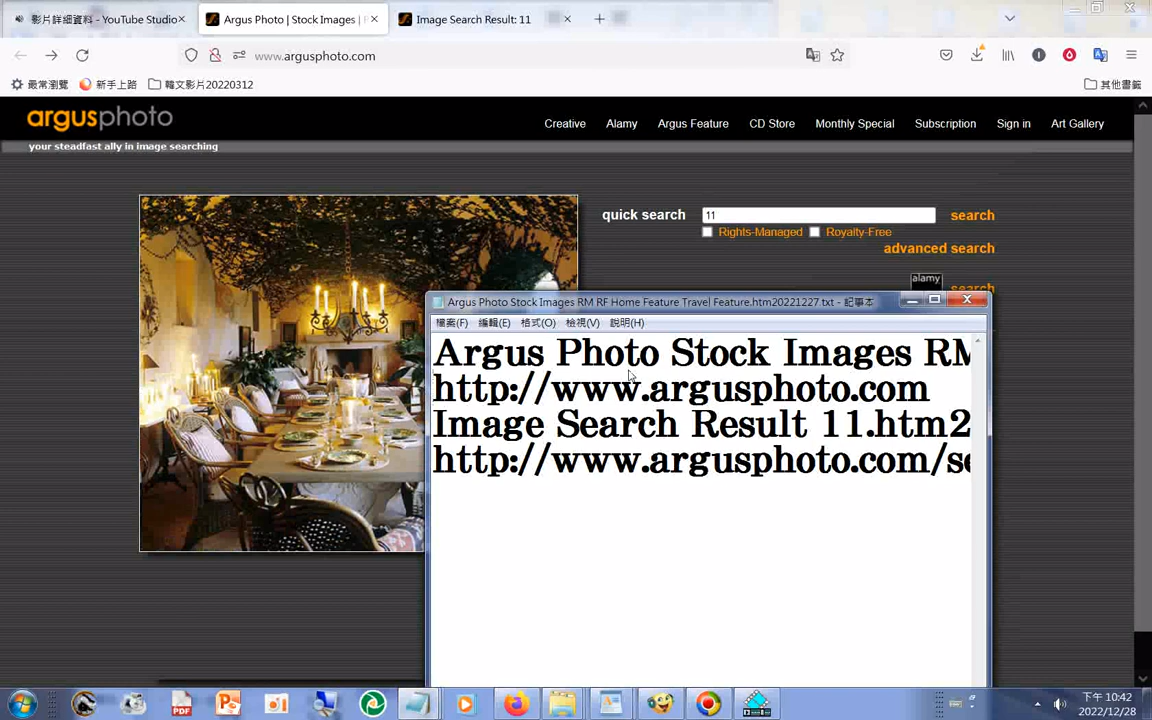 影片詳細資料 - YouTube Studio
Argus Photo | Stock Images |
Image Search Result: 11
www.argusphoto.com
最常瀏覽
新手上路
韓文影片20220312
其他書籤
argusphoto
Creative
Alamy
Argus Feature
CD Store
Monthly Special
Subscription
Sign in
Art Gallery
your steadfast ally in image searching
quick search
11
search
Rights-Managed
Royalty-Free
advanced search
alamy
search
Argus Photo Stock Images RM RF Home Feature Travel Feature.htm20221227.txt - 記事本
檔案(F)
編輯(E)
格式(O)
檢視(V)
說明(H)
Argus Photo Stock Images RM
http://www.argusphoto.com
Image Search Result 11.htm2
http://www.argusphoto.com/se
PDF
下午 10:42
2022/12/28